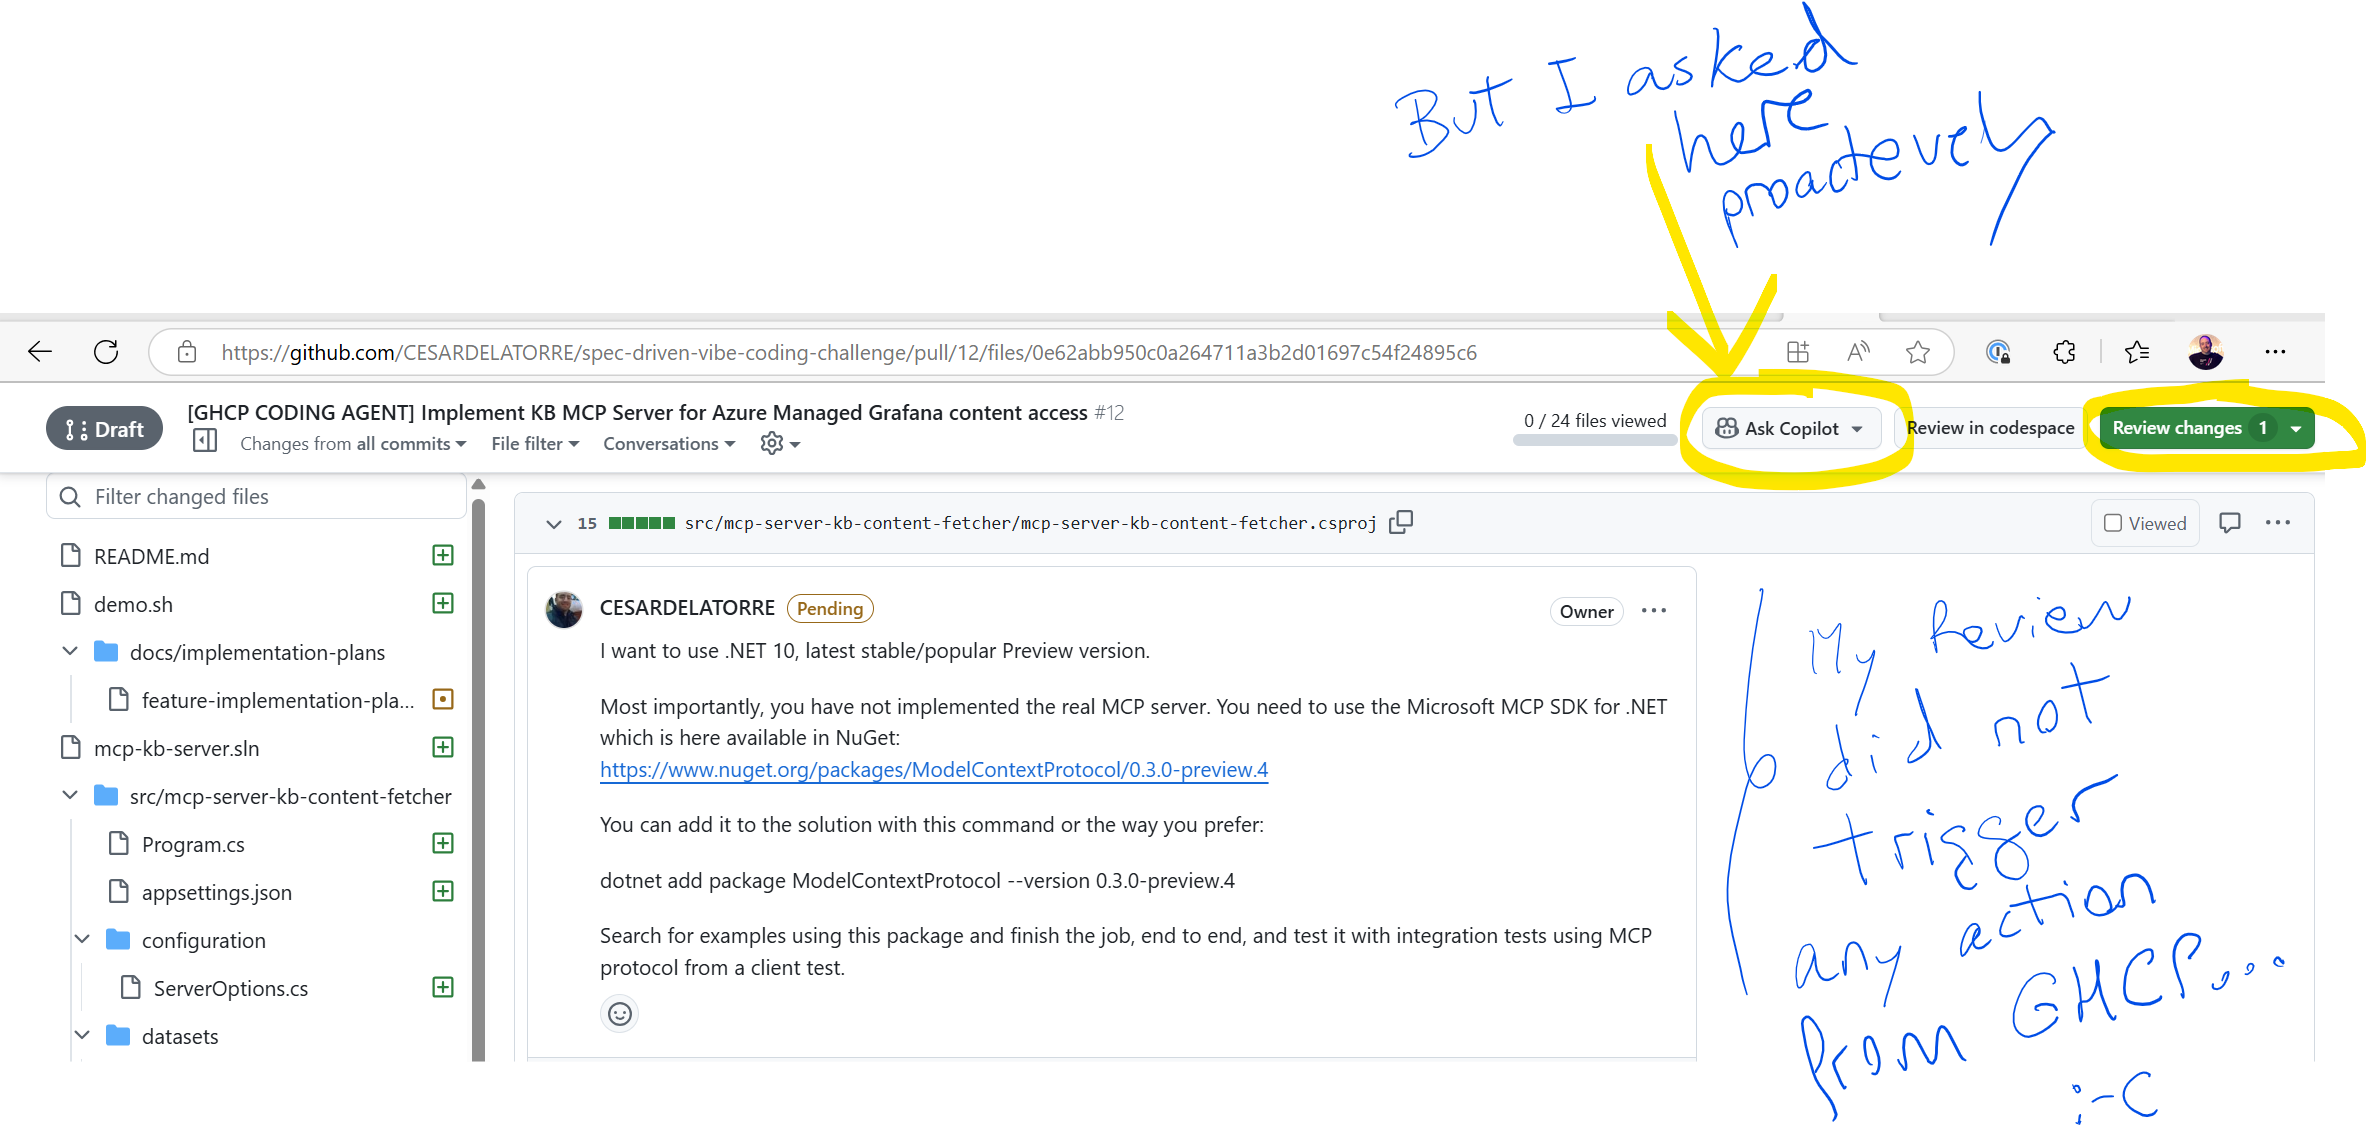 But I asked
here
proactevely
https://github.com/CESARDELATORRE/spec-driven-vibe-coding-challenge/pull/12/files/0e62abb950c0a264711a3b2d01697c54f24895c6
Draft
[GHCP CODING AGENT] Implement KB MCP Server for Azure Managed Grafana content access #12
Changes from all commits
File filter
Conversations
0 / 24 files viewed
Ask Copilot
Review in codespace
Review changes 1
Filter changed files
README.md
demo.sh
docs/implementation-plans
feature-implementation-pla...
mcp-kb-server.sln
src/mcp-server-kb-content-fetcher
Program.cs
appsettings.json
configuration
ServerOptions.cs
datasets
15 src/mcp-server-kb-content-fetcher/mcp-server-kb-content-fetcher.csproj
Viewed
CESARDELATORRE Pending
Owner
I want to use .NET 10, latest stable/popular Preview version.
Most importantly, you have not implemented the real MCP server. You need to use the Microsoft MCP SDK for .NET
which is here available in NuGet:
https://www.nuget.org/packages/ModelContextProtocol/0.3.0-preview.4
You can add it to the solution with this command or the way you prefer:
dotnet add package ModelContextProtocol --version 0.3.0-preview.4
Search for examples using this package and finish the job, end to end, and test it with integration tests using MCP
protocol from a client test.
My Review
did not
trigger
any action
from GHCP...
:-C